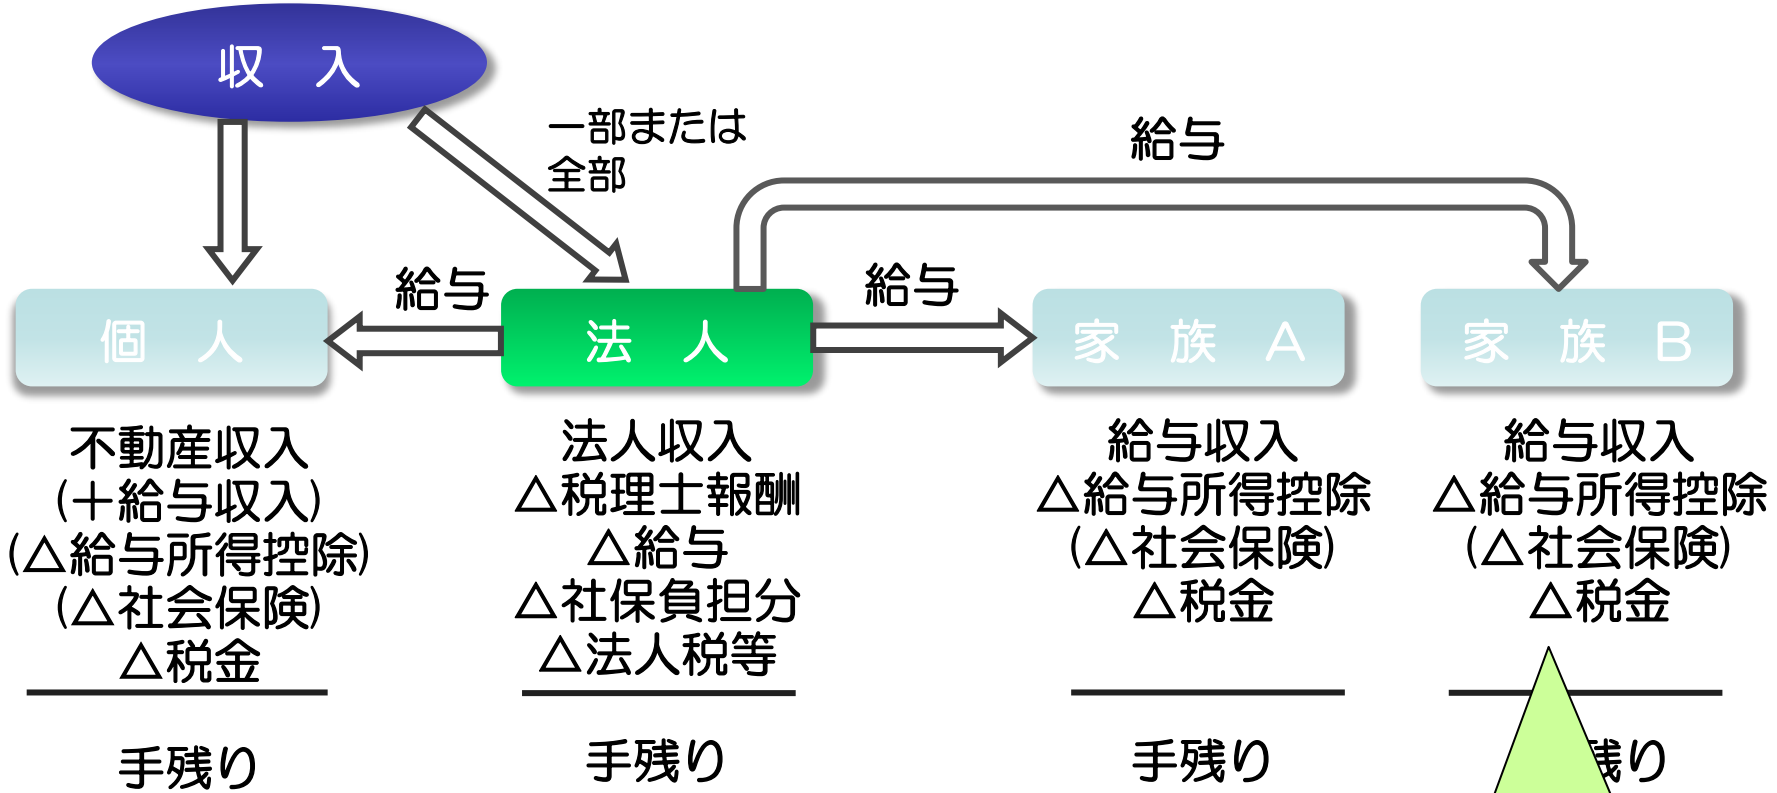 収　入
一部または
全部
給与
給与
給与
個　人
法　人
家　族　A
家　族　B
不動産収入
(＋給与収入)
(△給与所得控除)
(△社会保険)
△税金
手残り
法人収入
△税理士報酬
△給与
△社保負担分
△法人税等
手残り
給与収入
△給与所得控除
(△社会保険)
△税金
手残り
給与収入
△給与所得控除
(△社会保険)
△税金
残り